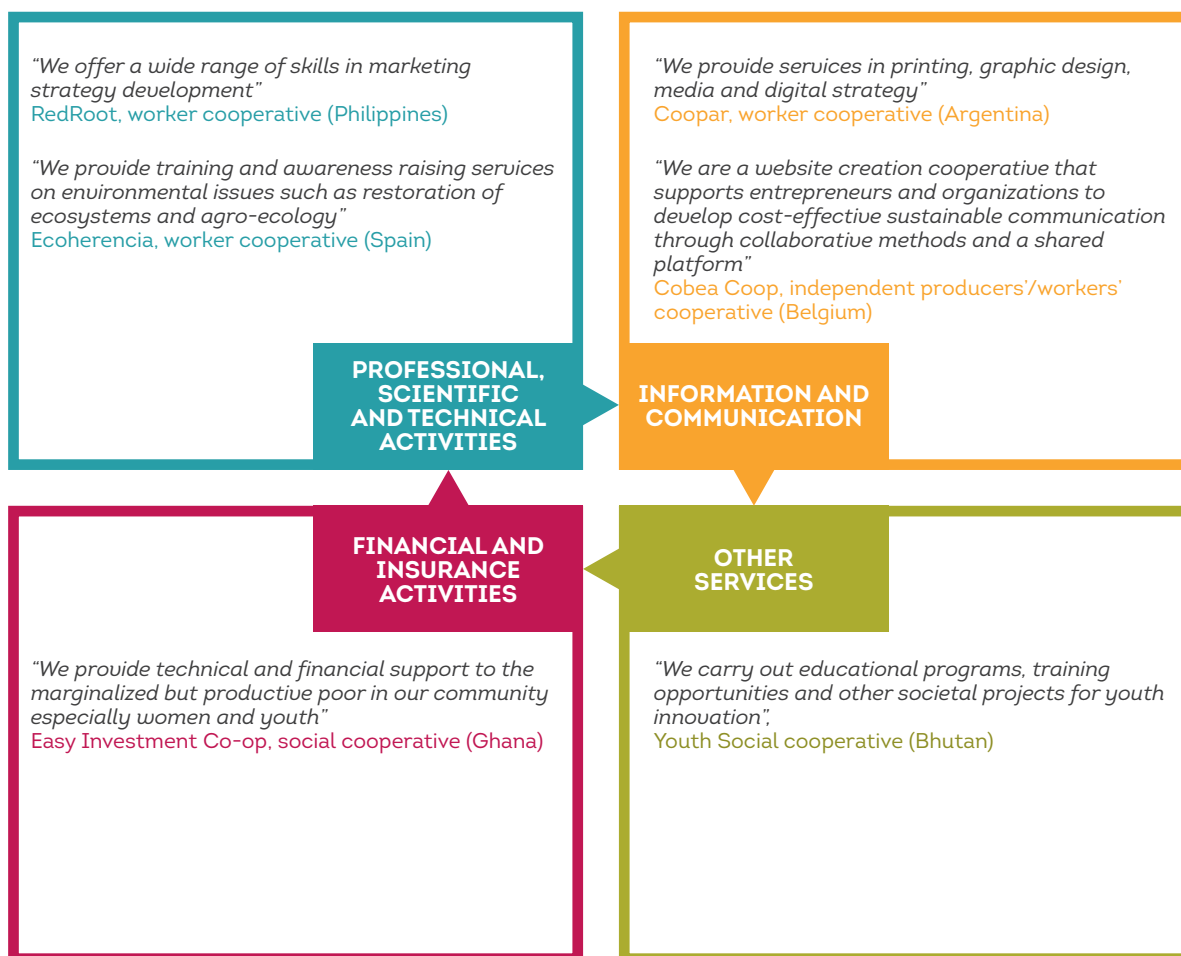 “We offer a wide range of skills in marketing
strategy development”
RedRoot, worker cooperative (Philippines)
“We provide training and awareness raising services
on environmental issues such as restoration of
ecosystems and agro-ecology”
Ecoherencia, worker cooperative (Spain)
PROFESSIONAL,
SCIENTIFIC
AND TECHNICAL
ACTIVITIES
“We provide services in printing, graphic design,
media and digital strategy”
Coopar, worker cooperative (Argentina)
“We are a website creation cooperative that
supports entrepreneurs and organizations to
develop cost-effective sustainable communication
through collaborative methods and a shared
platform”
Cobea Coop, independent producers’/workers’
cooperative (Belgium)
INFORMATION AND
COMMUNICATION
FINANCIAL AND
INSURANCE
ACTIVITIES
“We provide technical and financial support to the
marginalized but productive poor in our community
especially women and youth”
Easy Investment Co-op, social cooperative (Ghana)
OTHER
SERVICES
“We carry out educational programs, training
opportunities and other societal projects for youth
innovation”,
Youth Social cooperative (Bhutan)